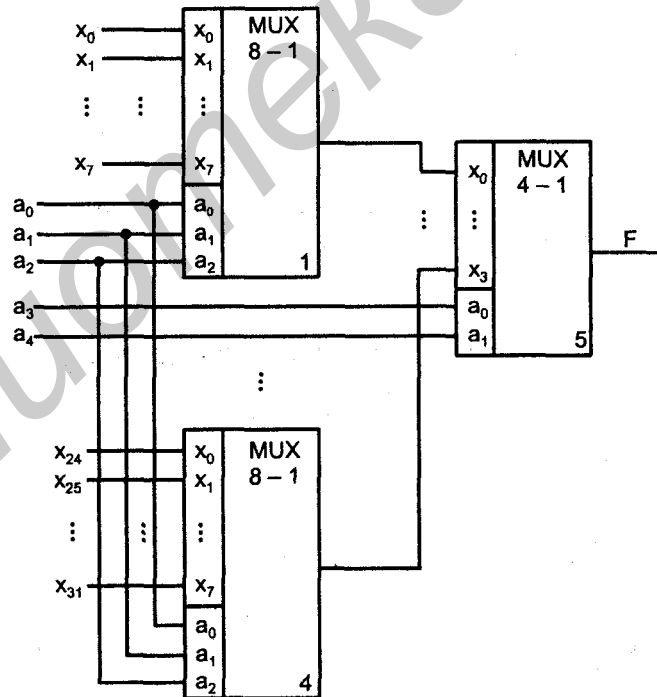 x₀ x₀ MUX
x₁ x₁ 8 – 1
⋮ ⋮ ⋮
x₇ x₇
a₀ a₀
a₁ a₁
a₂ a₂ 1
x₀ MUX
4 – 1
⋮ ⋮
x₃
F
a₃ a₀
a₄ a₁ 5
⋮
x₂₄ x₀ MUX
x₂₅ x₁ 8 – 1
⋮ ⋮ ⋮
x₃₁ x₇
a₀
a₁
a₂ 4